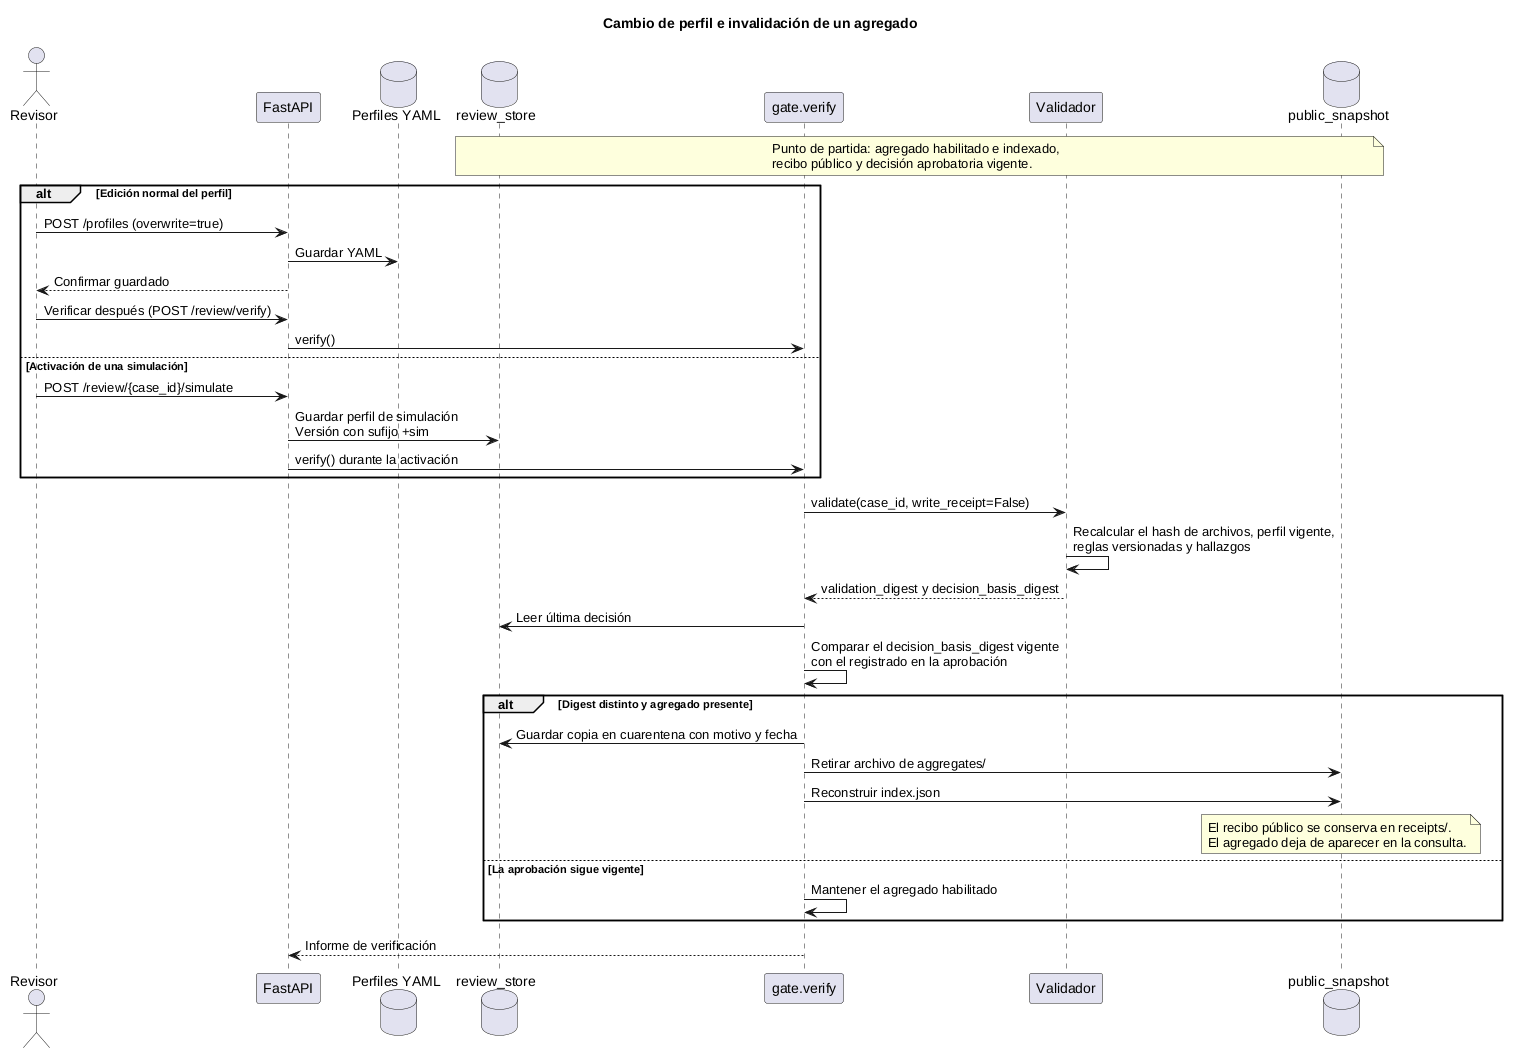 Cambio de perfil e invalidación de un agregado
Revisor
FastAPI
Perfiles YAML
review_store
gate.verify
Validador
public_snapshot
Punto de partida: agregado habilitado e indexado,
recibo público y decisión aprobatoria vigente.
alt [Edición normal del perfil]
POST /profiles (overwrite=true)
Guardar YAML
Confirmar guardado
Verificar después (POST /review/verify)
verify()
[Activación de una simulación]
POST /review/{case_id}/simulate
Guardar perfil de simulación
Versión con sufijo +sim
verify() durante la activación
validate(case_id, write_receipt=False)
Recalcular el hash de archivos, perfil vigente,
reglas versionadas y hallazgos
validation_digest y decision_basis_digest
Leer última decisión
Comparar el decision_basis_digest vigente
con el registrado en la aprobación
alt [Digest distinto y agregado presente]
Guardar copia en cuarentena con motivo y fecha
Retirar archivo de aggregates/
Reconstruir index.json
El recibo público se conserva en receipts/.
El agregado deja de aparecer en la consulta.
[La aprobación sigue vigente]
Mantener el agregado habilitado
Informe de verificación
Revisor
FastAPI
Perfiles YAML
review_store
gate.verify
Validador
public_snapshot